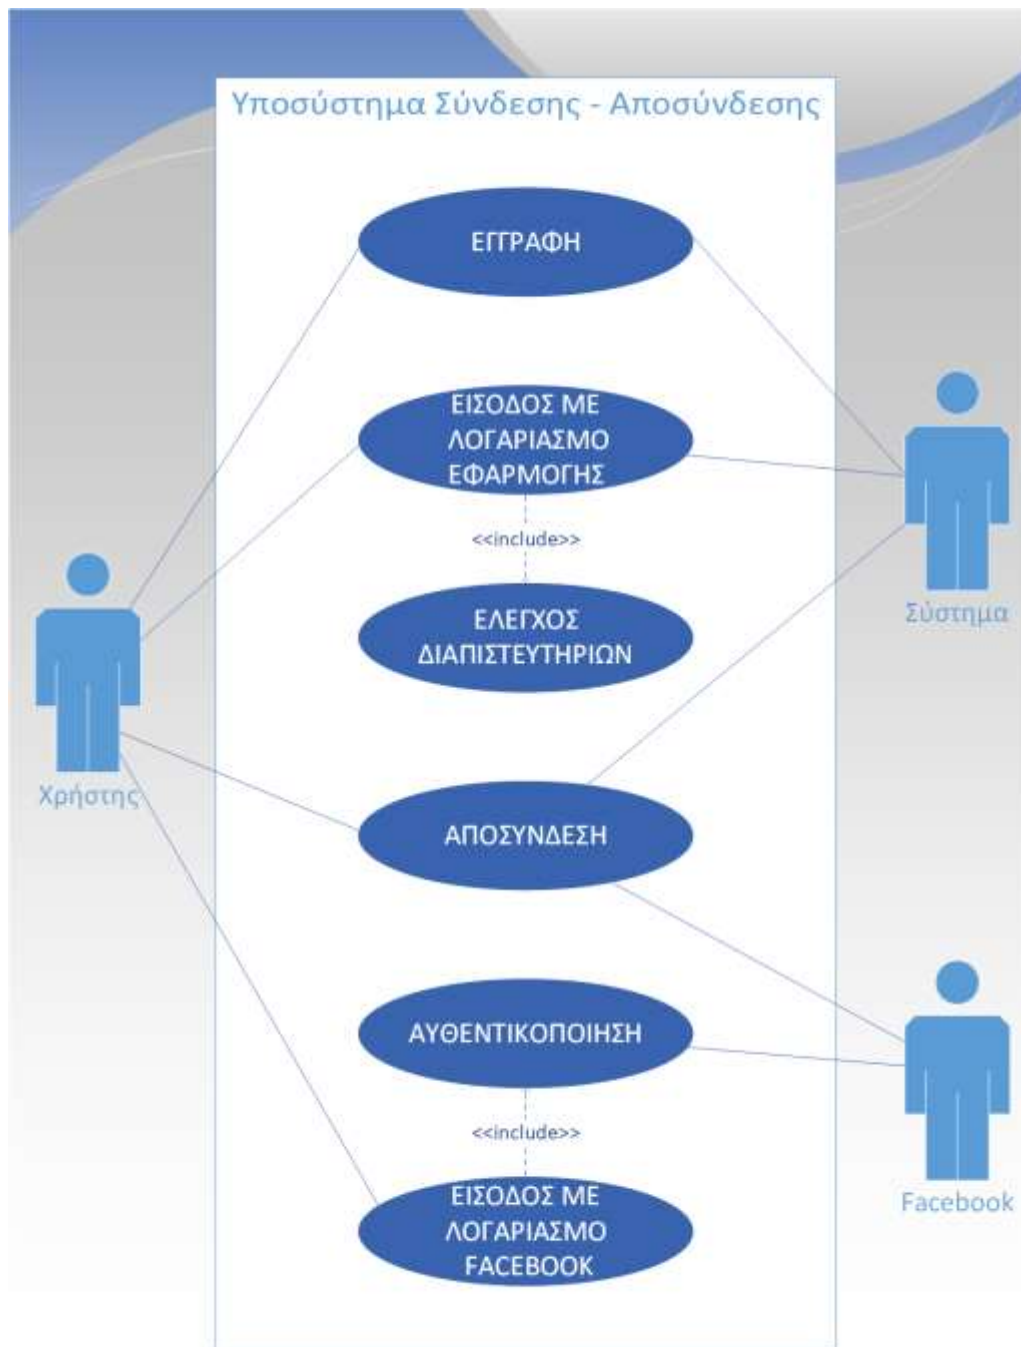 Υποσύστημα Σύνδεσης - Αποσύνδεσης
ΕΓΓΡΑΦΗ
ΕΙΣΟΔΟΣ ΜΕ
ΛΟΓΑΡΙΑΣΜΟ
ΕΦΑΡΜΟΓΗΣ
<<include>>
ΕΛΕΓΧΟΣ
ΔΙΑΠΙΣΤΕΥΤΗΡΙΩΝ
Σύστημα
Χρήστης
ΑΠΟΣΥΝΔΕΣΗ
ΑΥΘΕΝΤΙΚΟΠΟΙΗΣΗ
<<include>>
ΕΙΣΟΔΟΣ ΜΕ
ΛΟΓΑΡΙΑΣΜΟ
FACEBOOK
Facebook